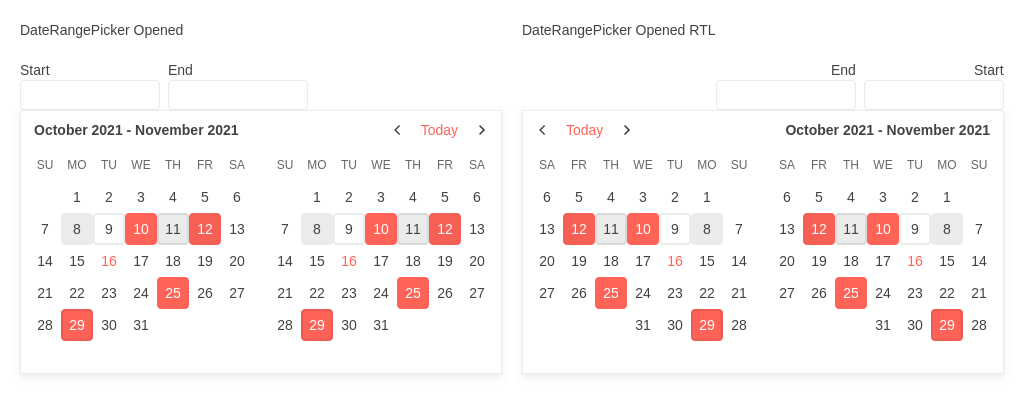 DateRangePicker Opened
Start End
October 2021 - November 2021 Today
SU MO TU WE TH FR SA SU MO TU WE TH FR SA
1 2 3 4 5 6 1 2 3 4 5 6
7 8 9 10 11 12 13 7 8 9 10 11 12 13
14 15 16 17 18 19 20 14 15 16 17 18 19 20
21 22 23 24 25 26 27 21 22 23 24 25 26 27
28 29 30 31 28 29 30 31
DateRangePicker Opened RTL
End Start
Today October 2021 - November 2021
SA FR TH WE TU MO SU SA FR TH WE TU MO SU
6 5 4 3 2 1 6 5 4 3 2 1
13 12 11 10 9 8 7 13 12 11 10 9 8 7
20 19 18 17 16 15 14 20 19 18 17 16 15 14
27 26 25 24 23 22 21 27 26 25 24 23 22 21
31 30 29 28 31 30 29 28